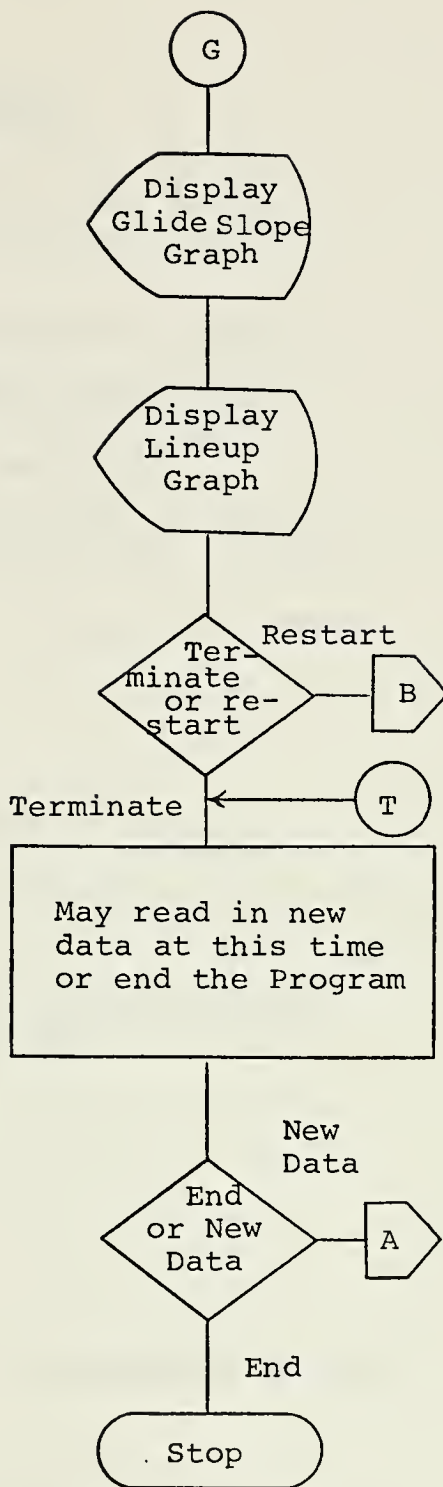 G
Display
Glide Slope
Graph
Display
Lineup
Graph
Restart
Ter-
minate
or re-
start
B
Terminate
T
May read in new
data at this time
or end the Program
New
Data
End
or New
Data
A
End
Stop